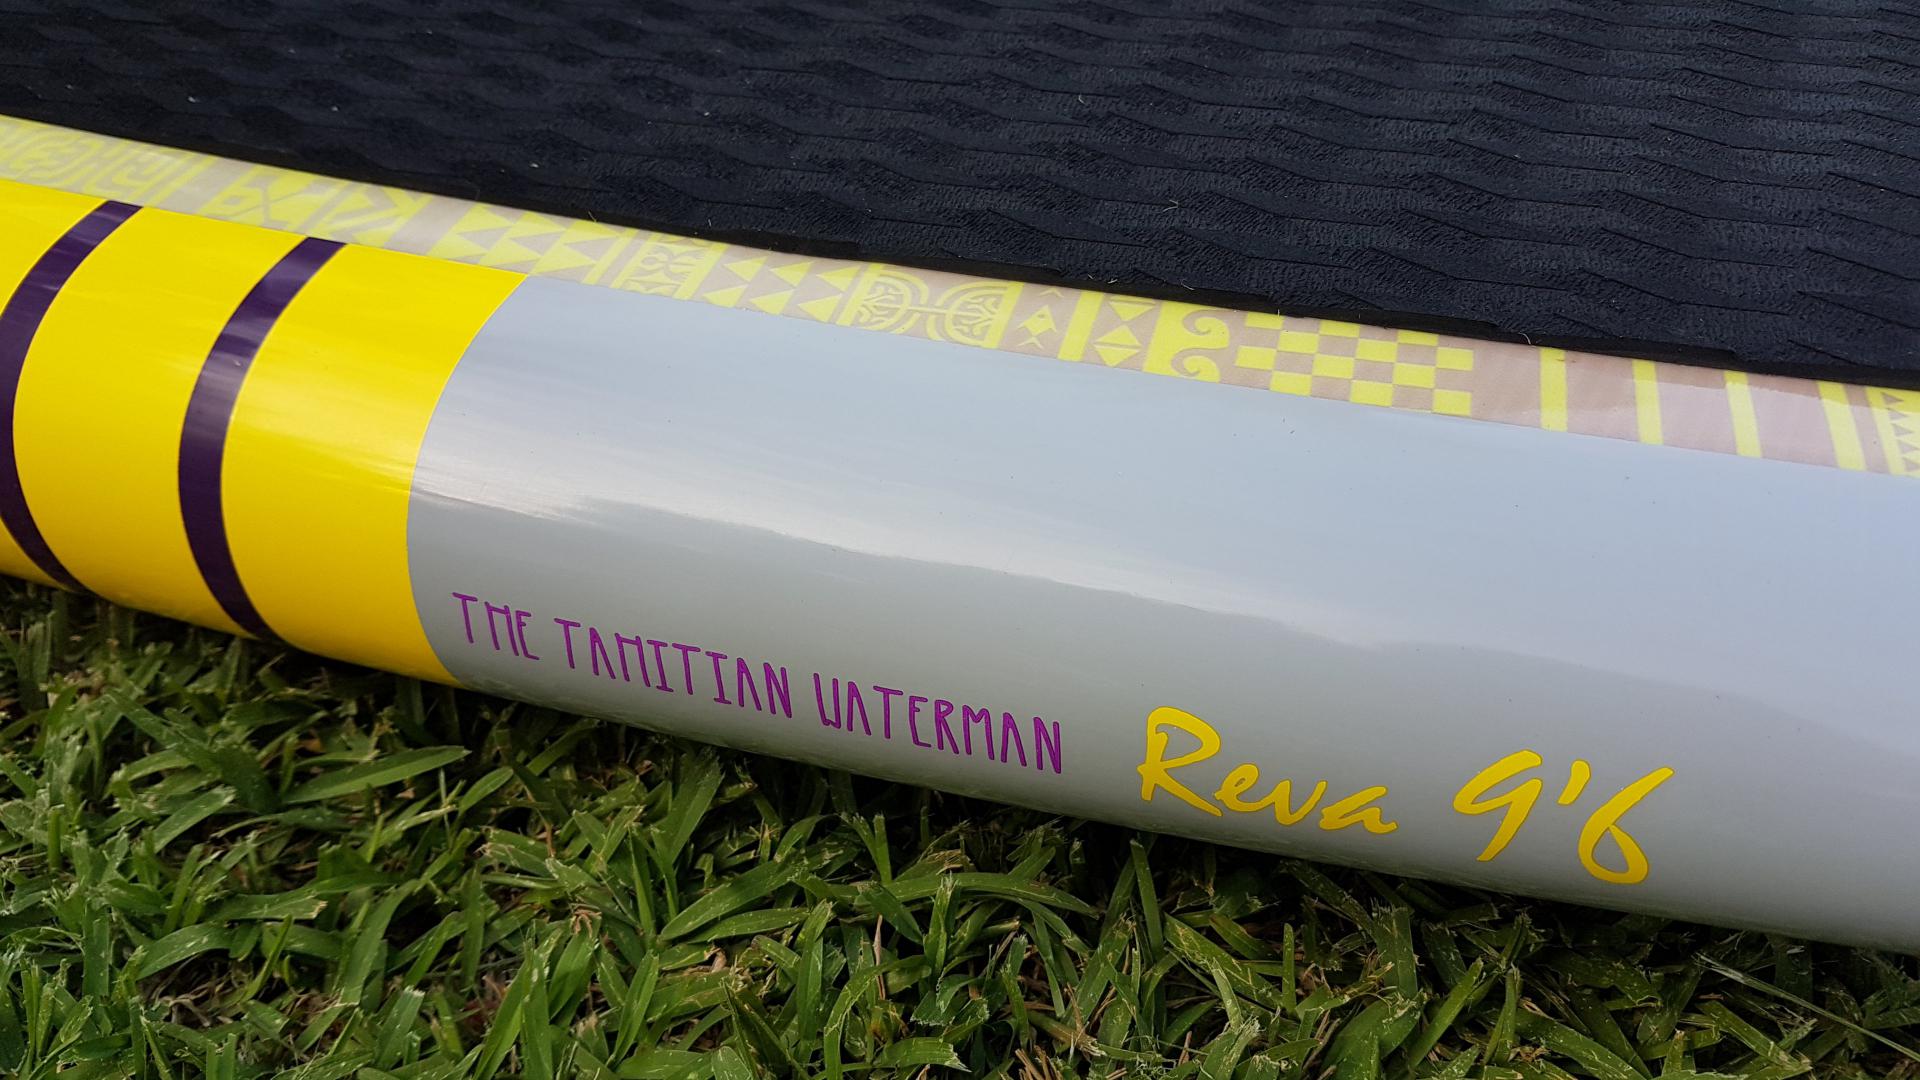 THE TAHITIAN WATERMAN
Reva 9'6